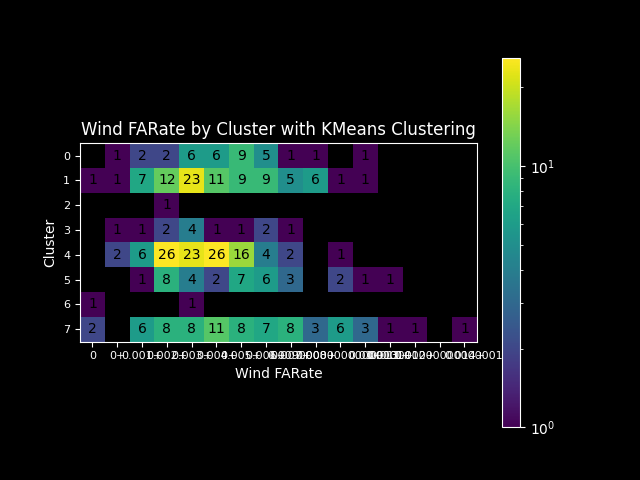 Wind FARate by Cluster with KMeans Clustering
0 1 2 2 6 6 9 5 1 1 1
1 1 1 7 12 23 11 9 9 5 6 1 1
2 1
3 1 1 2 4 1 1 2 1
4 2 6 26 23 26 16 4 2 1
5 1 8 4 2 7 6 3 2 1 1
6 1 1
7 2 6 8 8 11 8 7 8 3 6 3 1 1 1
Cluster
0
Wind FARate
10^1
10^0